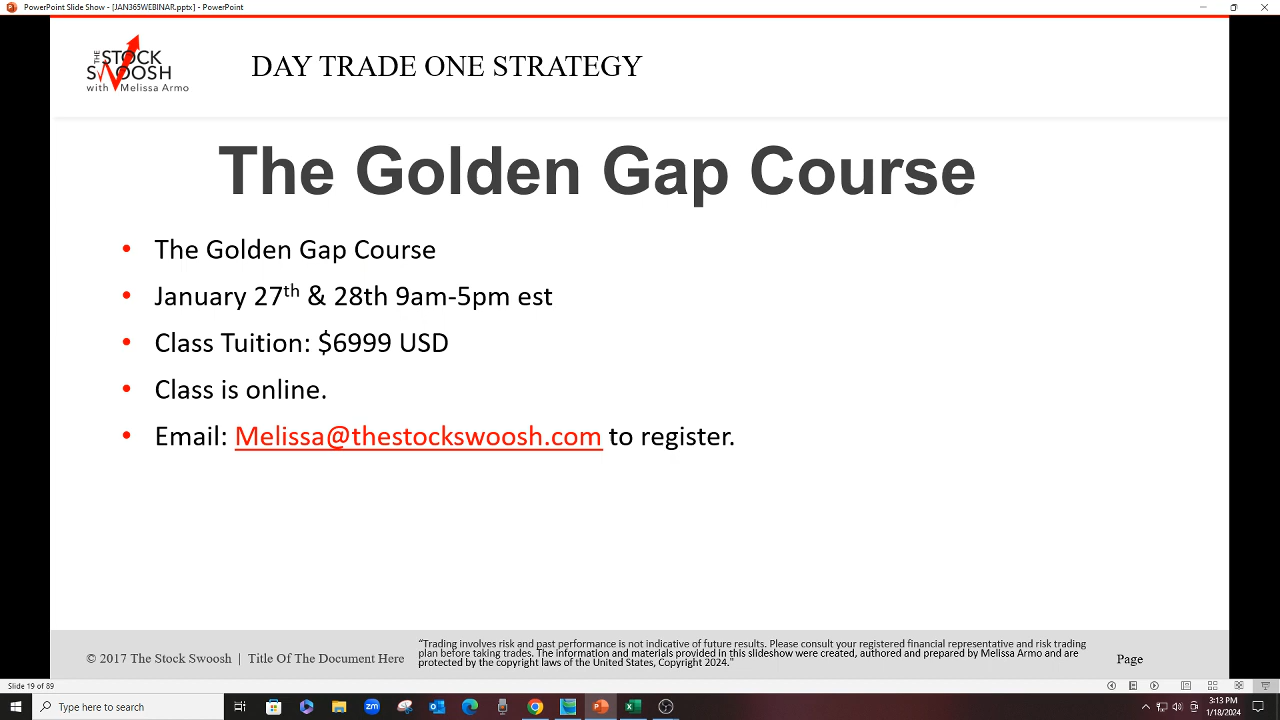 PowerPoint Slide Show - [JAN365WEBINAR.pptx] - PowerPoint
THE
STOCK
SWOOSH
with Melissa Armo
DAY TRADE ONE STRATEGY
The Golden Gap Course
• The Golden Gap Course
• January 27th & 28th 9am-5pm est
• Class Tuition: $6999 USD
• Class is online.
• Email: Melissa@thestockswoosh.com to register.
© 2017 The Stock Swoosh | Title Of The Document Here
“Trading involves risk and past performance is not indicative of future results. Please consult your registered financial representative and risk trading
plan before taking trades. The information and materials provided in this slideshow were created, authored and prepared by Melissa Armo and are
protected by the copyright laws of the United States, Copyright 2024."
Page
Slide 19 of 89
Type here to search
zm
3:13 PM
1/18/2024